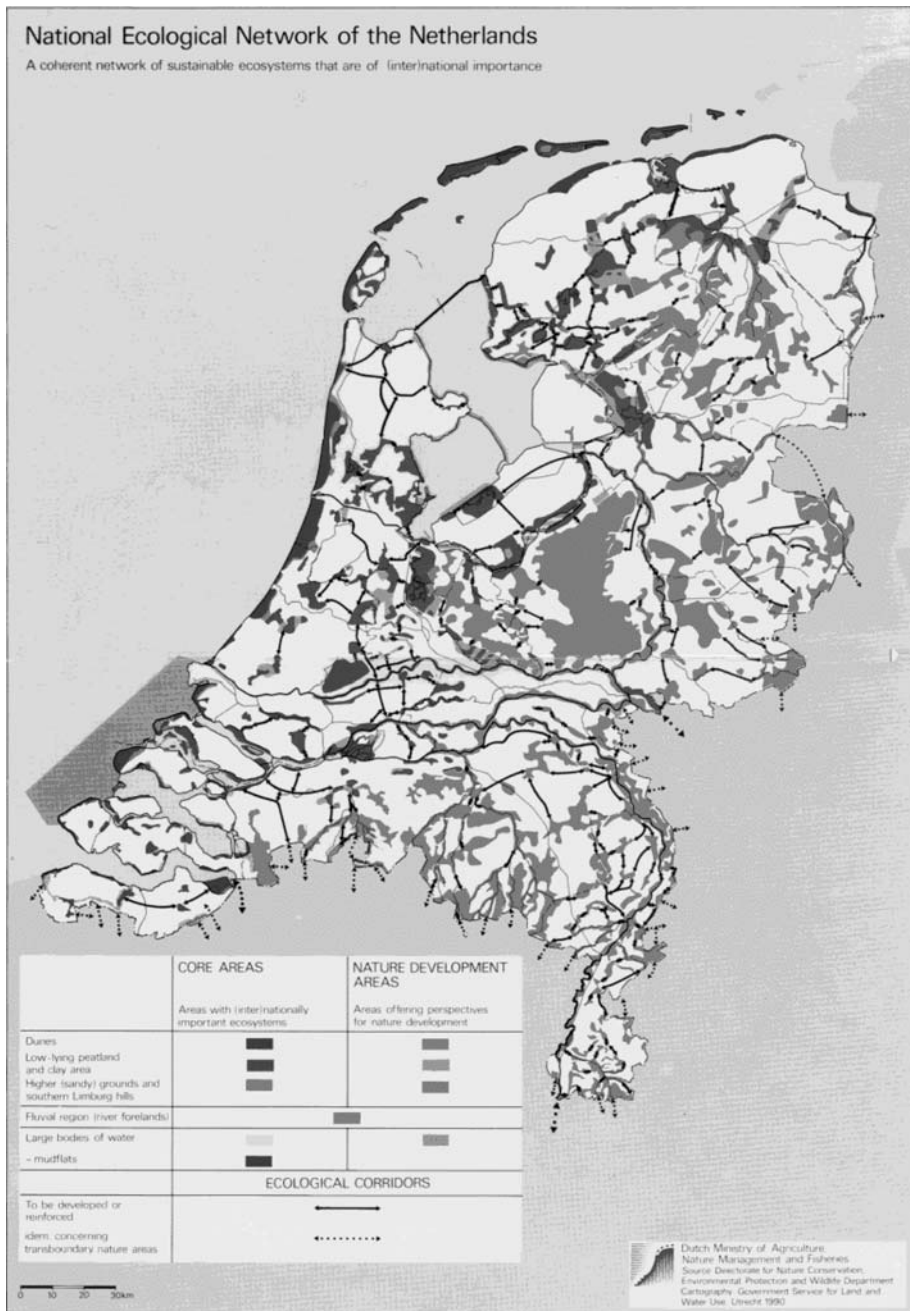 National Ecological Network of the Netherlands
A coherent network of sustainable ecosystems that are of (inter)national importance
CORE AREAS
NATURE DEVELOPMENT
AREAS
Areas with (inter)nationally
important ecosystems
Areas offering perspectives
for nature development
Dunes
Low-lying peatland
and clay area
Higher (sandy) grounds and
southern Limburg hills
Fluvial region (river forelands)
Large bodies of water
- mudflats
ECOLOGICAL CORRIDORS
To be developed or
reinforced
idem. concerning
transboundary nature areas
0 10 20 30km
Dutch Ministry of Agriculture,
Nature Management and Fisheries.
Source Directorate for Nature Conservation,
Environmental Protection and Wildlife Department
Cartography: Government Service for Land and
Water Use, Utrecht 1990